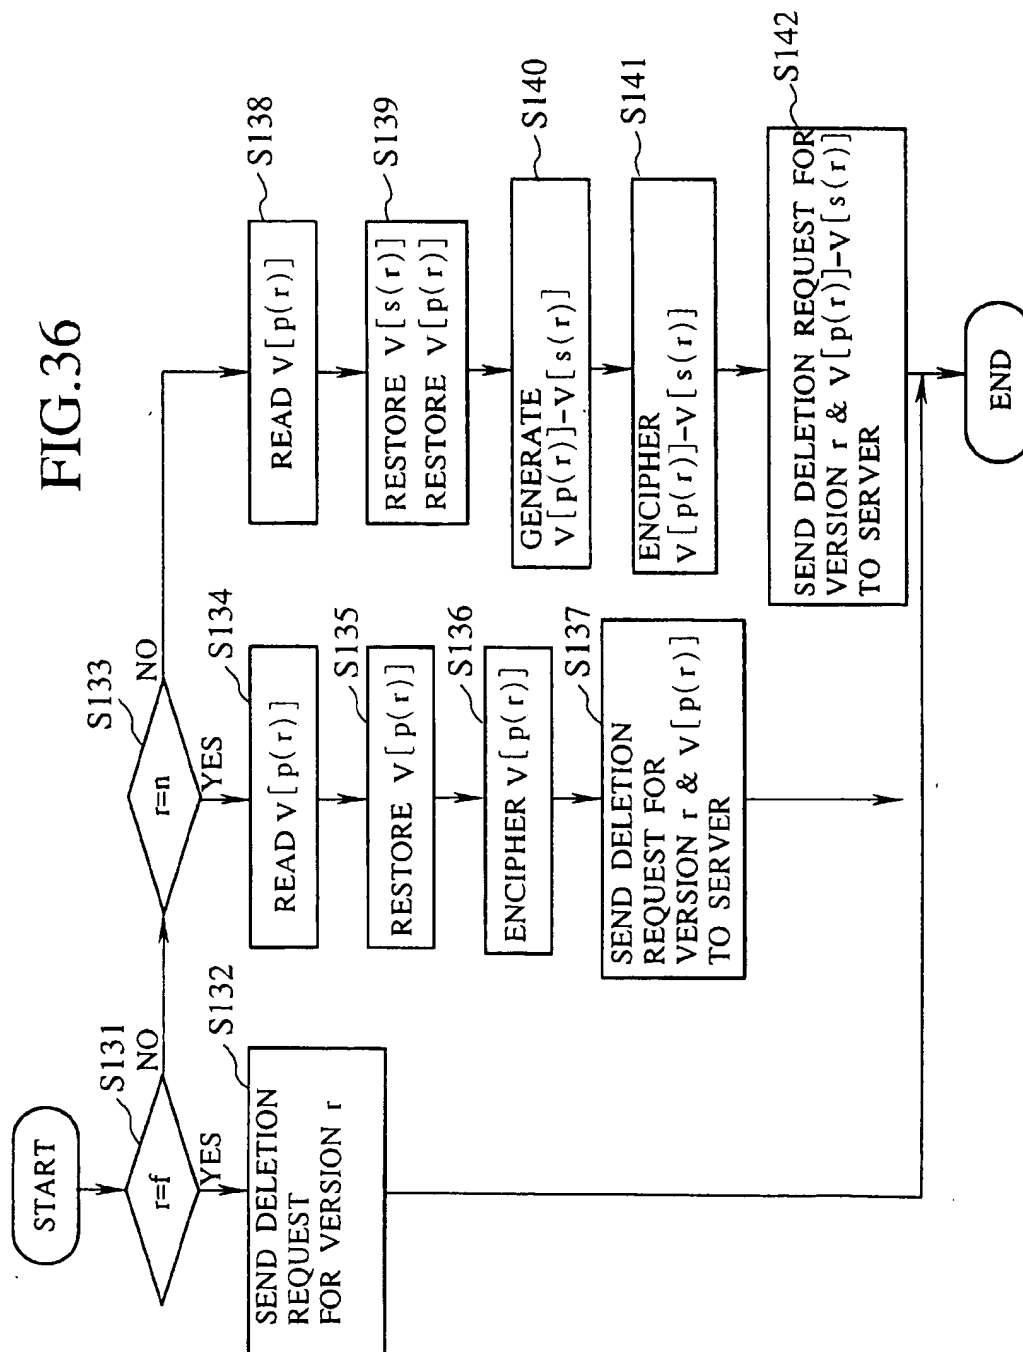 FIG.36
START
r=f
S131
YES
NO
SEND DELETION
REQUEST
FOR VERSION r
S132
r=n
S133
YES
NO
READ V[p(r)]
S134
RESTORE V[p(r)]
S135
ENCIPHER V[p(r)]
S136
SEND DELETION
REQUEST FOR
VERSION r & V[p(r)]
TO SERVER
S137
READ V[p(r)]
S138
RESTORE V[s(r)]
RESTORE V[p(r)]
S139
GENERATE
V[p(r)]-V[s(r)]
S140
ENCIPHER
V[p(r)]-V[s(r)]
S141
SEND DELETION REQUEST FOR
VERSION r & V[p(r)]-V[s(r)]
TO SERVER
S142
END